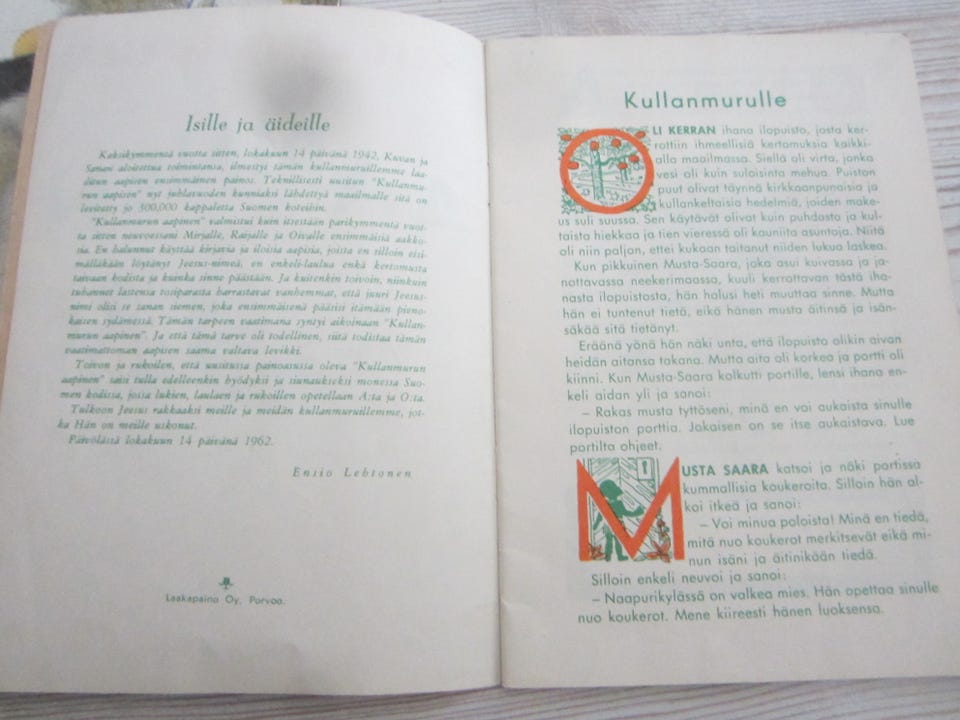 Isille ja äideille
Kaksikymmentä vuotta sitten, lokakuun 14 päivänä 1942, Kuvan ja
Sanan aloitettua toimintansa, ilmestyi tämän kullanmuruillemme laa-
ditun aapisen ensimmäinen painos. Teknillisesti uusitun "Kullanmu-
run aapisen" nyt juhlavuoden kunniaksi lähdettyä maailmalle sitä on
levitetty jo 300,000 kappaletta Suomen koteihin.
"Kullanmurun aapinen" valmistui kuin itsestään parikymmentä vuot-
ta sitten neuvoessani Mirjalle, Raijalle ja Oivalle ensimmäisiä aakko-
sia. En halunnut käyttää kirjavia ja iloisia aapisia, joista en silloin eisi-
mälläkään löytänyt Jeesus-nimeä, en enkeli-laulua enkä kertomusta
taivaan kodista ja kuinka sinne päästään. Ja kuitenkin toivoin, niinkuin
tuhannet lastensa tosiparasta harrastavat vanhemmat, että juuri Jeesus-
nimi olisi se sanan siemen, joka ensimmäisenä pääsisi itämään pieno-
kaisen sydämessä. Tämän tarpeen vaatimana syntyi aikoinaan "Kullan-
murun aapinen". Ja että tämä tarve oli todellinen, siitä todistaa tämän
vaatimattoman aapisen saama valtava levikki.
Toivon ja rukoilen, että uusitussa painoasussa oleva "Kullanmurun
aapinen" saisi tulla edelleenkin hyödyksi ja siunaukseksi monessa Suo-
men kodissa, jossa lukien, laulaen ja rukoillen opetellaan A:ta ja O:ta.
Tulkoon Jeesus rakkaaksi meille ja meidän kullanmuruillemme, jot-
ka Hän on meille uskonut.
Päivölässä lokakuun 14 päivänä 1962.
Ensio Lehtonen
Laakapaino Oy, Porvoo.
Kullanmurulle
OLI KERRAN ihana ilopuisto, josta ker-
rottiin ihmeellisiä kertomuksia kaikki-
alla maailmassa. Siellä oli virta, jonka
vesi oli kuin suloisinta mehua. Puiston
puut olivat täynnä kirkkaanpunaisia ja
kullankeltaisia hedelmiä, joiden make-
us suli suussa. Sen käytävät olivat kuin puhdasta ja kul-
taista hiekkaa ja tien vieressä oli kauniita asuntoja. Niitä
oli niin paljon, ettei kukaan taitanut niiden lukua laskea.
Kun pikkuinen Musta-Saara, joka asui kuivassa ja ja-
nottavassa neekerimaassa, kuuli kerrottavan tästä iha-
nasta ilopuistosta, hän halusi heti muuttaa sinne. Mutta
hän ei tuntenut tietä, eikä hänen musta äitinsä ja isän-
säkää sitä tietänyt.
Eräänä yönä hän näki unta, että ilopuisto olikin aivan
heidän aitansa takana. Mutta aita oli korkea ja portti oli
kiinni. Kun Musta-Saara kolkutti portille, lensi ihana en-
keli aidan yli ja sanoi:
– Rakas musta tyttöseni, minä en voi aukaista sinulle
ilopuiston porttia. Jokaisen on se itse aukaistava. Lue
portilta ohjeet.
MUSTA SAARA katsoi ja näki portissa
kummallisia koukeroita. Silloin hän al-
koi itkeä ja sanoi:
– Voi minua poloista! Minä en tiedä,
mitä nuo koukerot merkitsevät eikä mi-
nun isäni ja äitinikään tiedä.
Silloin enkeli neuvoi ja sanoi:
– Naapurikylässä on valkea mies. Hän opettaa sinulle
nuo koukerot. Mene kiireesti hänen luoksensa.